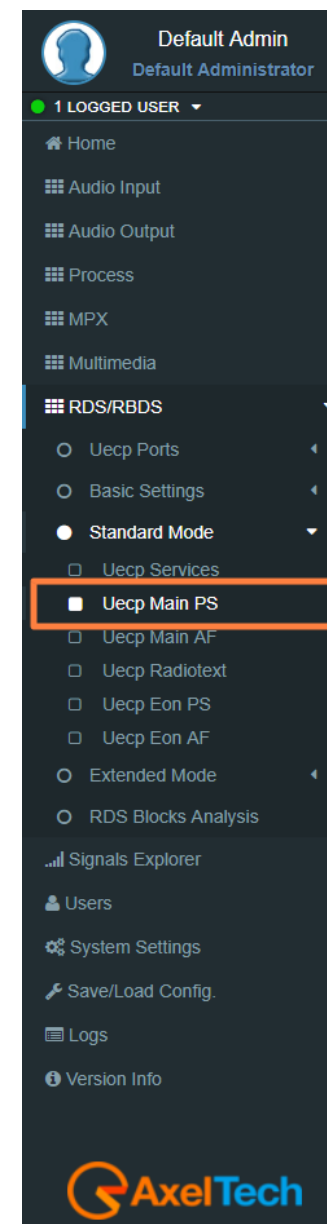 Default Admin
Default Administrator
1 LOGGED USER
Home
Audio Input
Audio Output
Process
MPX
Multimedia
RDS/RBDS
Uecp Ports
Basic Settings
Standard Mode
Uecp Services
Uecp Main PS
Uecp Main AF
Uecp Radiotext
Uecp Eon PS
Uecp Eon AF
Extended Mode
RDS Blocks Analysis
Signals Explorer
Users
System Settings
Save/Load Config.
Logs
Version Info
AxelTech